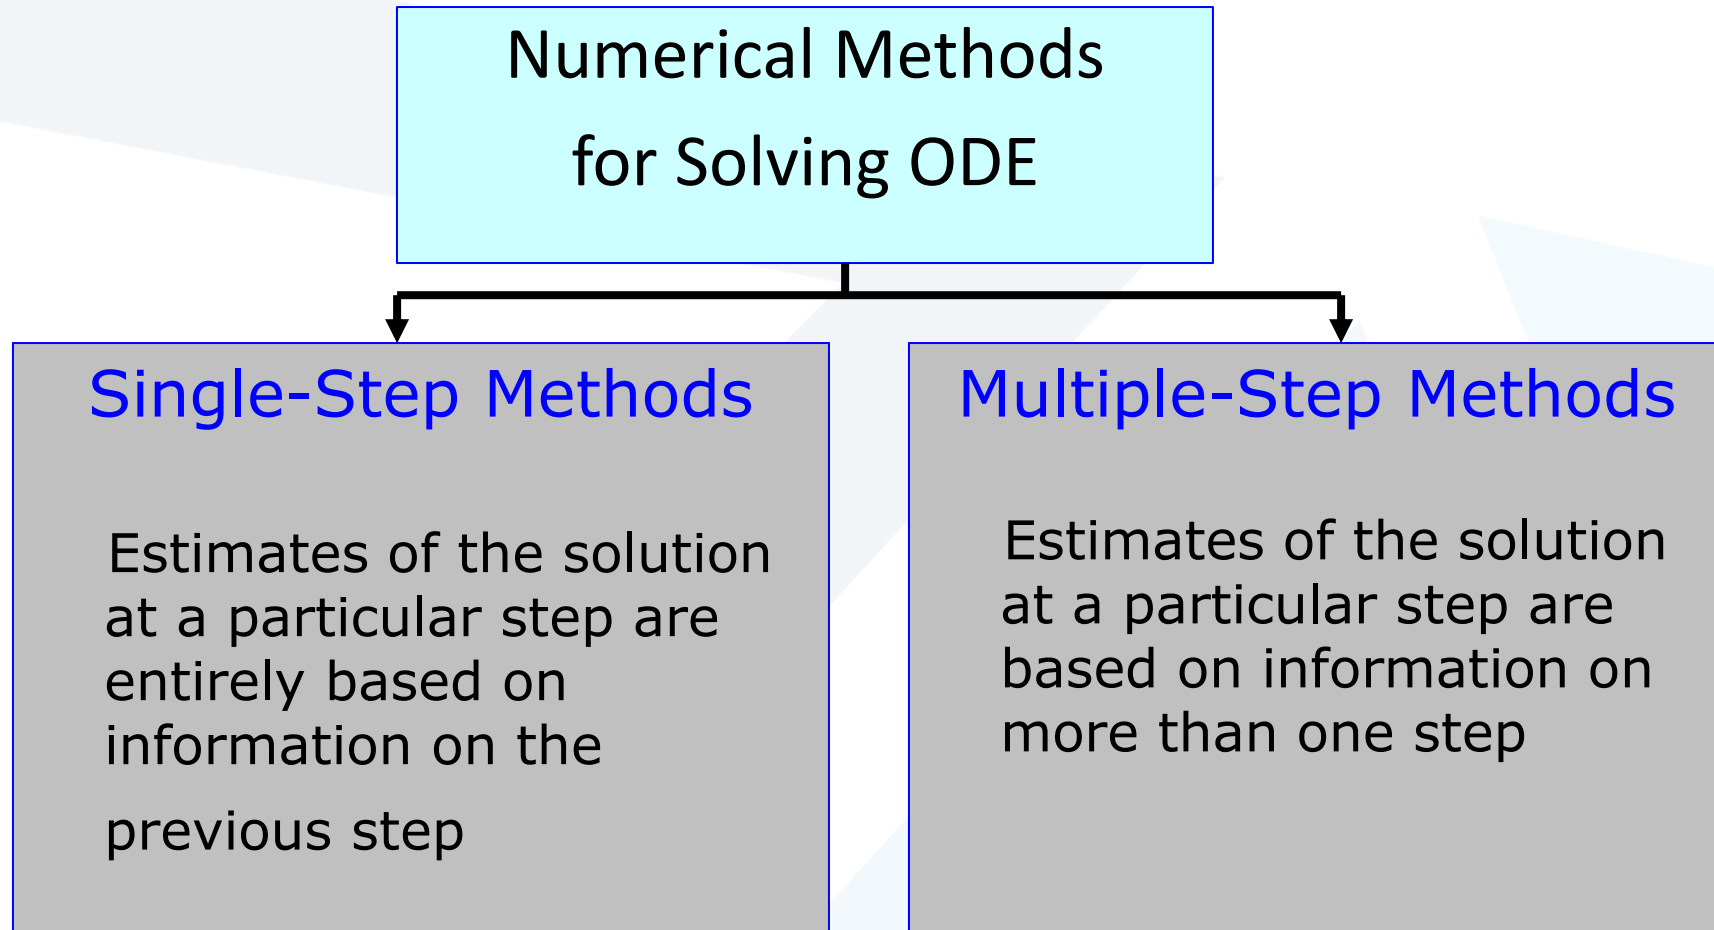 Numerical Methods
for Solving ODE
Single-Step Methods
Estimates of the solution
at a particular step are
entirely based on
information on the
previous step
Multiple-Step Methods
Estimates of the solution
at a particular step are
based on information on
more than one step